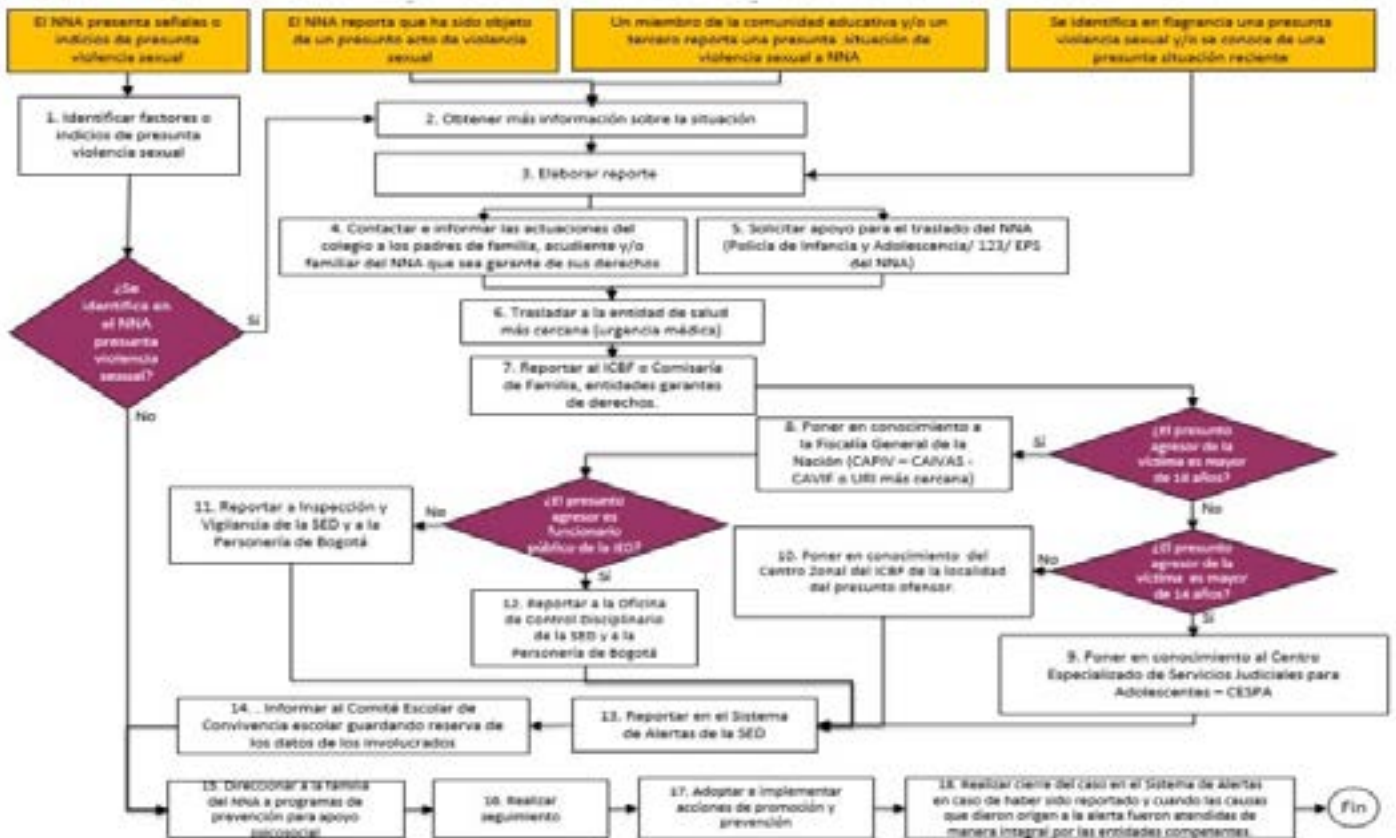 El NNA presenta señales o
indicios de presunta
violencia sexual
El NNA reporta que ha sido objeto
de un presunto acto de violencia
sexual
Un miembro de la comunidad educativa y/o un
tercero reporta una presunta situación de
violencia sexual a NNA
Se identifica en flagrancia una presunta
violencia sexual y/o se conoce de una
presunta situación reciente
1. Identificar factores o
indicios de presunta
violencia sexual
2. Obtener más información sobre la situación
3. Elaborar reporte
4. Contactar e informar las actuaciones del
colegio a los padres de familia, acudiente y/o
familiar del NNA que sea garante de sus derechos
5. Solicitar apoyo para el traslado del NNA
(Policía de Infancia y Adolescencia/ 123/ EPS
del NNA)
¿Se
identifica en
el NNA
presunta
violencia
sexual?
Sí
No
6. Trasladar a la entidad de salud
más cercana (urgencia médica)
7. Reportar al ICBF o Comisaría
de Familia, entidades garantes
de derechos.
8. Poner en conocimiento a
la Fiscalía General de la
Nación (CAPIV – CAIVAS -
CAVIF o URI más cercana)
Sí
¿El presunto
agresor de la
víctima es mayor
de 18 años?
No
11. Reportar a Inspección y
Vigilancia de la SED y a la
Personería de Bogotá
No
¿El presunto
agresor es
funcionario
público de la IED?
Sí
10. Poner en conocimiento del
Centro Zonal del ICBF de la localidad
del presunto ofensor.
No
¿El presunto
agresor de la
víctima es mayor
de 14 años?
Sí
12. Reportar a la Oficina
de Control Disciplinario
de la SED y a la
Personería de Bogotá
9. Poner en conocimiento al Centro
Especializado de Servicios Judiciales para
Adolescentes – CESPA
14. . Informar al Comité Escolar de
Convivencia escolar guardando reserva de
los datos de los involucrados
13. Reportar en el Sistema
de Alertas de la SED
15. Direccionar a la familia
del NNA a programas de
prevención para apoyo
psicosocial
16. Realizar
seguimiento
17. Adoptar e implementar
acciones de promoción y
prevención
18. Realizar cierre del caso en el Sistema de Alertas
en caso de haber sido reportado y cuando las causas
que dieron origen a la alerta fueron atendidas de
manera integral por las entidades competentes.
Fin